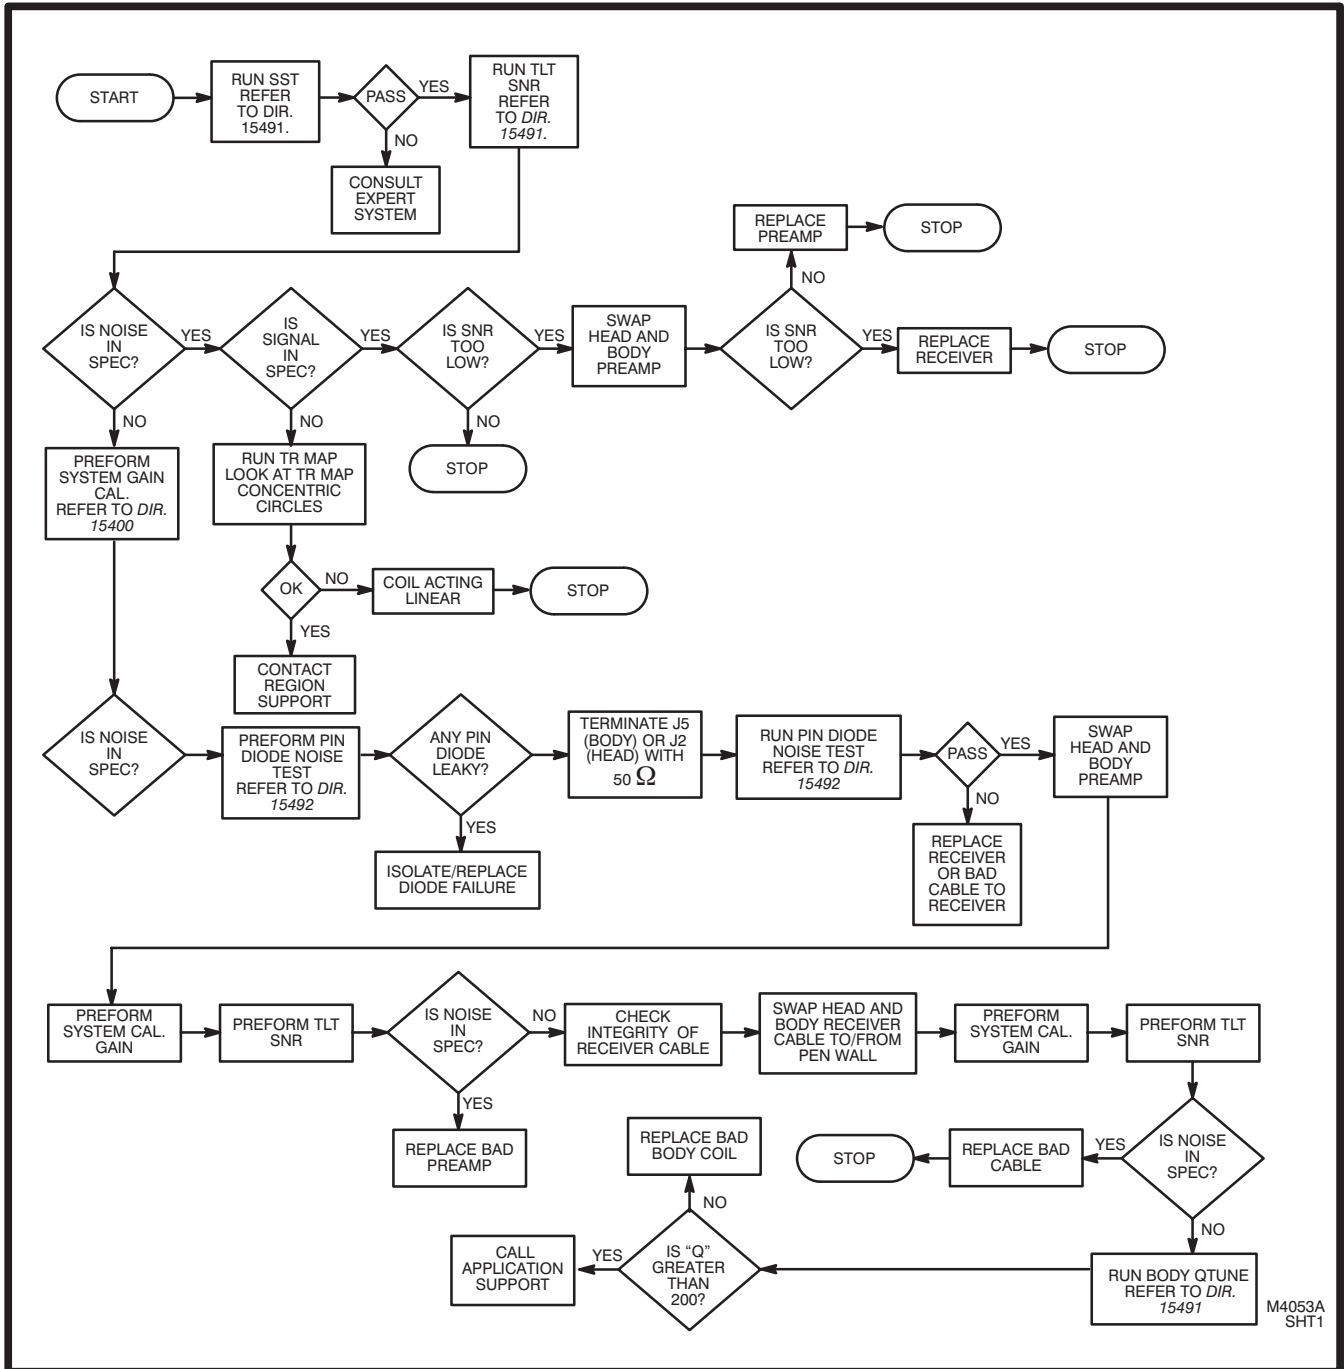 START
RUN SST
REFER
TO DIR.
15491.
PASS
YES
NO
RUN TLT
SNR
REFER
TO DIR.
15491.
CONSULT
EXPERT
SYSTEM
IS NOISE
IN
SPEC?
YES
NO
IS
SIGNAL
IN
SPEC?
YES
NO
IS SNR
TOO
LOW?
YES
NO
STOP
SWAP
HEAD AND
BODY
PREAMP
IS SNR
TOO
LOW?
NO
REPLACE
PREAMP
STOP
YES
REPLACE
RECEIVER
STOP
PREFORM
SYSTEM GAIN
CAL.
REFER TO DIR.
15400
RUN TR MAP
LOOK AT TR MAP
CONCENTRIC
CIRCLES
OK
NO
COIL ACTING
LINEAR
STOP
YES
CONTACT
REGION
SUPPORT
IS NOISE
IN
SPEC?
PREFORM PIN
DIODE NOISE
TEST
REFER TO DIR.
15492
ANY PIN
DIODE
LEAKY?
YES
ISOLATE/REPLACE
DIODE FAILURE
TERMINATE J5
(BODY) OR J2
(HEAD) WITH
50 Ω
RUN PIN DIODE
NOISE TEST
REFER TO DIR.
15492
PASS
YES
NO
REPLACE
RECEIVER
OR BAD
CABLE TO
RECEIVER
SWAP
HEAD AND
BODY
PREAMP
PREFORM
SYSTEM CAL.
GAIN
PREFORM TLT
SNR
IS NOISE
IN
SPEC?
NO
YES
REPLACE BAD
PREAMP
CHECK
INTEGRITY OF
RECEIVER CABLE
SWAP HEAD AND
BODY RECEIVER
CABLE TO/FROM
PEN WALL
PREFORM
SYSTEM CAL.
GAIN
PREFORM TLT
SNR
IS NOISE
IN
SPEC?
YES
REPLACE BAD
CABLE
STOP
NO
RUN BODY QTUNE
REFER TO DIR.
15491
IS “Q”
GREATER
THAN
200?
NO
REPLACE BAD
BODY COIL
YES
CALL
APPLICATION
SUPPORT
M4053A
SHT1